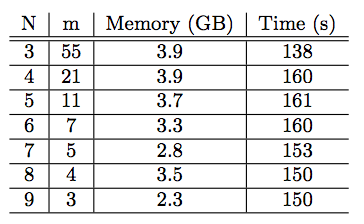 N m Memory (GB) Time (s)
3 55 3.9 138
4 21 3.9 160
5 11 3.7 161
6 7 3.3 160
7 5 2.8 153
8 4 3.5 150
9 3 2.3 150